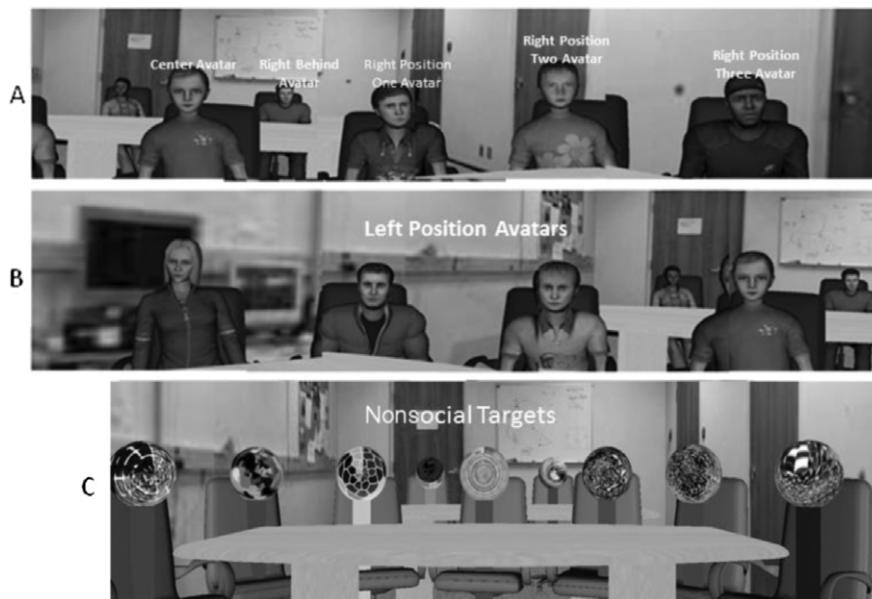 A
Center Avatar
Right Behind
Avatar
Right Position
One Avatar
Right Position
Two Avatar
Right Position
Three Avatar
B
Left Position Avatars
C
Nonsocial Targets